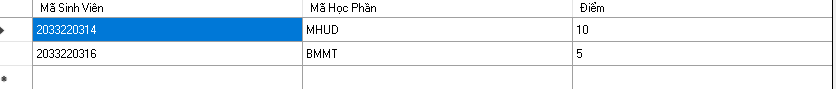 Mã Sinh Viên Mã Học Phần Điểm
2033220314 MHUD 10
2033220316 BMMT 5